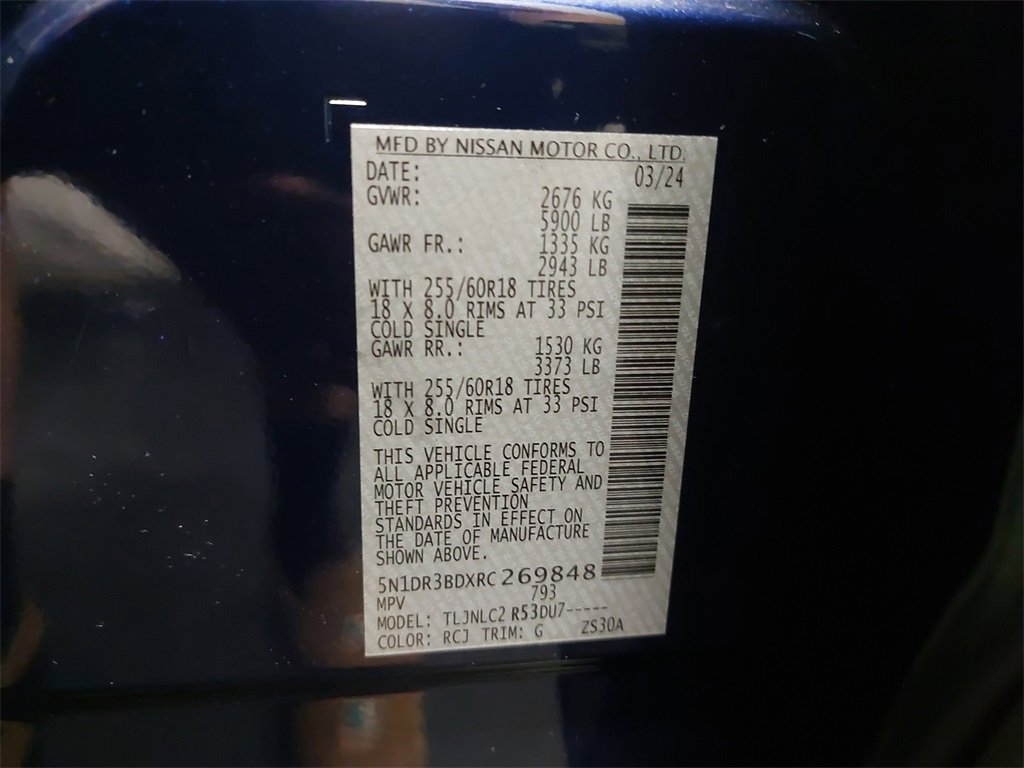 MFD BY NISSAN MOTOR CO., LTD.
DATE: 03/24
GVWR: 2676 KG
5900 LB
GAWR FR.: 1335 KG
2943 LB
WITH 255/60R18 TIRES
18 X 8.0 RIMS AT 33 PSI
COLD SINGLE
GAWR RR.: 1530 KG
3373 LB
WITH 255/60R18 TIRES
18 X 8.0 RIMS AT 33 PSI
COLD SINGLE
THIS VEHICLE CONFORMS TO
ALL APPLICABLE FEDERAL
MOTOR VEHICLE SAFETY AND
THEFT PREVENTION
STANDARDS IN EFFECT ON
THE DATE OF MANUFACTURE
SHOWN ABOVE.
5N1DR3BDXRC269848
MPV 793
MODEL: TLJNLC2 R53DU7-----
COLOR: RCJ TRIM: G ZS30A